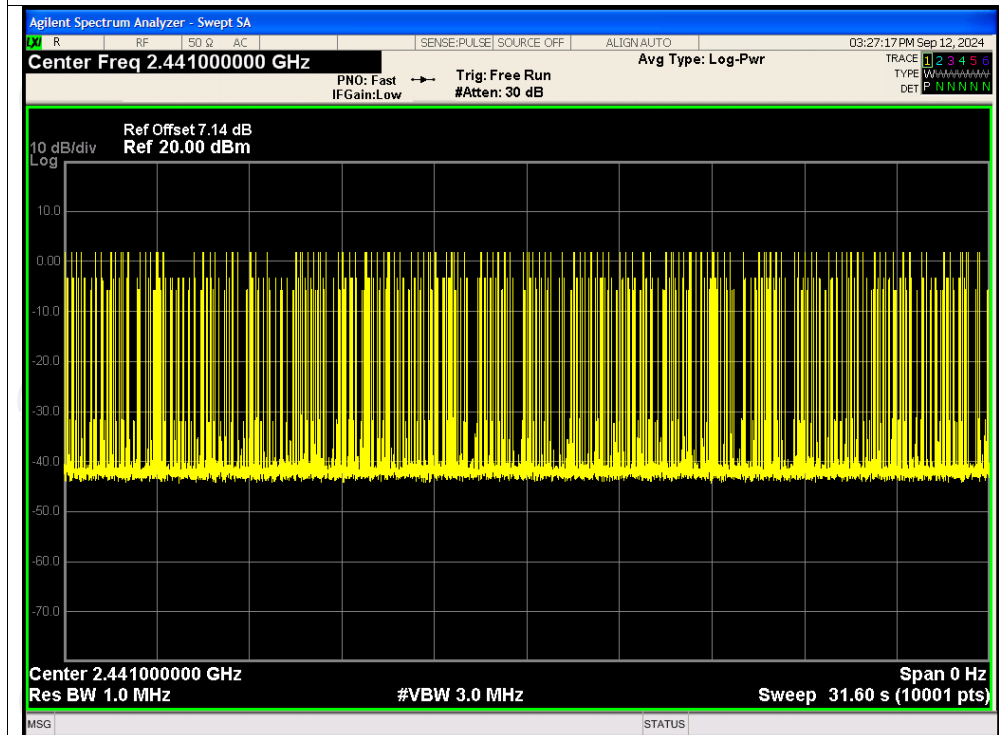 Agilent Spectrum Analyzer - Swept SA
LXI R RF 50 Ω AC SENSE:PULSE SOURCE OFF ALIGN AUTO 03:27:17 PM Sep 12, 2024
Center Freq 2.441000000 GHz Avg Type: Log-Pwr TRACE 1 2 3 4 5 6
PNO: Fast Trig: Free Run TYPE W
IFGain:Low #Atten: 30 dB DET P N N N N N
Ref Offset 7.14 dB
10 dB/div Ref 20.00 dBm
Log
10.0
0.00
-10.0
-20.0
-30.0
-40.0
-50.0
-60.0
-70.0
Center 2.441000000 GHz Span 0 Hz
Res BW 1.0 MHz #VBW 3.0 MHz Sweep 31.60 s (10001 pts)
MSG STATUS